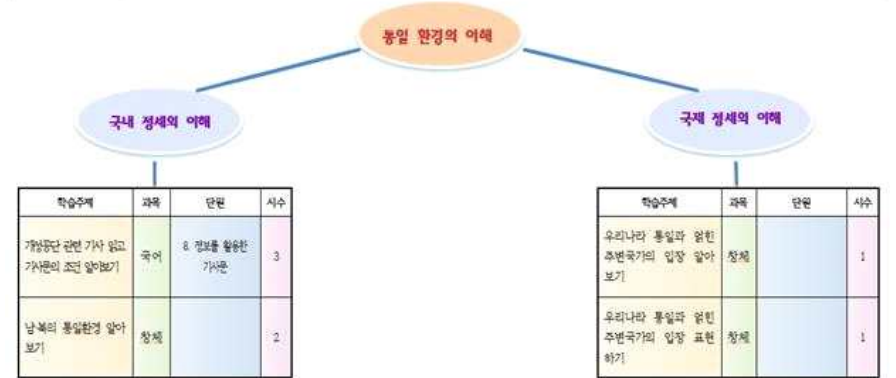 통일 환경의 이해
국내 정세의 이해
국제 정세의 이해
학습주제 과목 단원 시수
개성공단 관련 기사 읽고 국어 8. 정보를 활용한 3
기사문의 조건 알아보기 기사문
남·북의 통일환경 알아 창체 2
보기
학습주제 과목 단원 시수
우리나라 통일과 얽힌 창체 1
주변국가의 입장 알아
보기
우리나라 통일과 얽힌 창체 1
주변국가의 입장 표현
하기